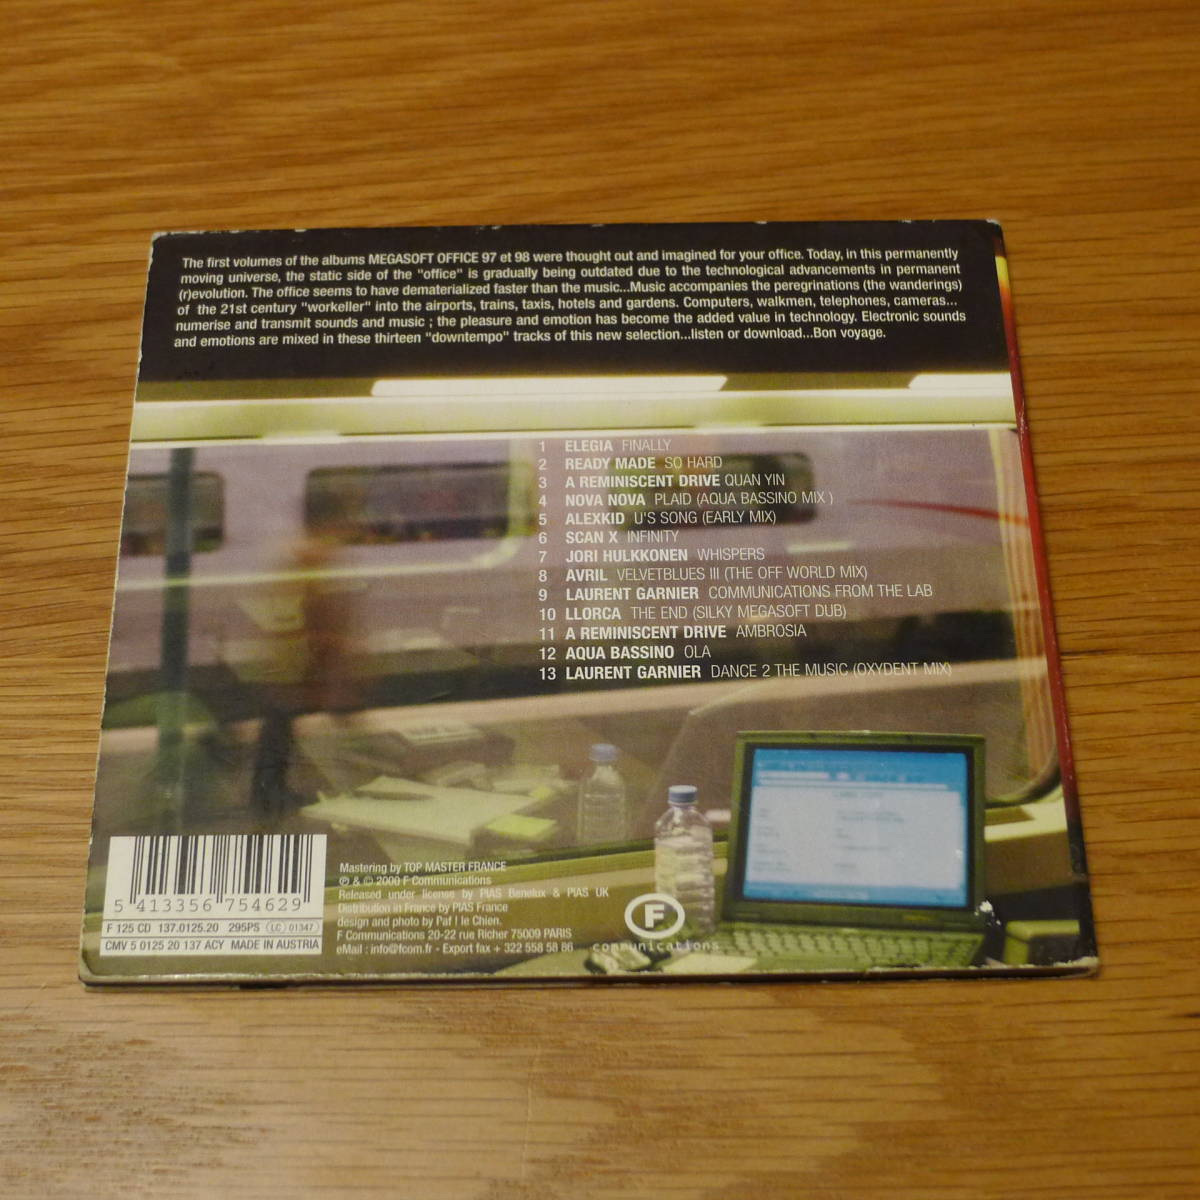 The first volumes of the albums MEGASOFT OFFICE 97 et 98 were thought out and imagined for your office. Today, in this permanently
moving universe, the static side of the "office" is gradually being outdated due to the technological advancements in permanent
(r)evolution. The office seems to have dematerialized faster than the music...Music accompanies the peregrinations (the wanderings)
of the 21st century "workeller" into the airports, trains, taxis, hotels and gardens. Computers, walkmen, telephones, cameras...
numerise and transmit sounds and music ; the pleasure and emotion has become the added value in technology. Electronic sounds
and emotions are mixed in these thirteen "downtempo" tracks of this new selection...listen or download...Bon voyage.
1 ELEGIA FINALLY
2 READY MADE SO HARD
3 A REMINISCENT DRIVE QUAN YIN
4 NOVA NOVA PLAID (AQUA BASSINO MIX )
5 ALEXKID U'S SONG (EARLY MIX)
6 SCAN X INFINITY
7 JORI HULKKONEN WHISPERS
8 AVRIL VELVETBLUES III (THE OFF WORLD MIX)
9 LAURENT GARNIER COMMUNICATIONS FROM THE LAB
10 LLORCA THE END (SILKY MEGASOFT DUB)
11 A REMINISCENT DRIVE AMBROSIA
12 AQUA BASSINO OLA
13 LAURENT GARNIER DANCE 2 THE MUSIC (OXYDENT MIX)
5 413356 754629
F 125 CD 137.0125.20 295PS LC 01347
CMV 5 0125 20 137 ACY MADE IN AUSTRIA
Mastering by TOP MASTER FRANCE
℗ & © 2000 F Communications
Released under license by PIAS Benelux & PIAS UK
Distribution in France by PIAS France
design and photo by Paf ! le Chien.
F Communications 20-22 rue Richer 75009 PARIS
eMail : info@fcom.fr - Export fax + 322 558 58 86
F
communications